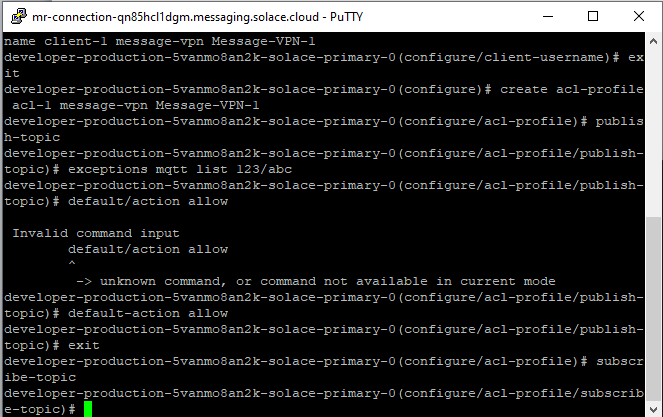 mr-connection-qn85hcl1dgm.messaging.solace.cloud - PuTTY
name client-1 message-vpn Message-VPN-1
developer-production-5vanmo8an2k-solace-primary-0(configure/client-username)# ex
it
developer-production-5vanmo8an2k-solace-primary-0(configure)# create acl-profile
 acl-1 message-vpn Message-VPN-1
developer-production-5vanmo8an2k-solace-primary-0(configure/acl-profile)# publis
h-topic
developer-production-5vanmo8an2k-solace-primary-0(configure/acl-profile/publish-
topic)# exceptions mqtt list 123/abc
developer-production-5vanmo8an2k-solace-primary-0(configure/acl-profile/publish-
topic)# default/action allow
 Invalid command input
        default/action allow
        ^
         -> unknown command, or command not available in current mode
developer-production-5vanmo8an2k-solace-primary-0(configure/acl-profile/publish-
topic)# default-action allow
developer-production-5vanmo8an2k-solace-primary-0(configure/acl-profile/publish-
topic)# exit
developer-production-5vanmo8an2k-solace-primary-0(configure/acl-profile)# subscr
ibe-topic
developer-production-5vanmo8an2k-solace-primary-0(configure/acl-profile/subscrib
e-topic)#